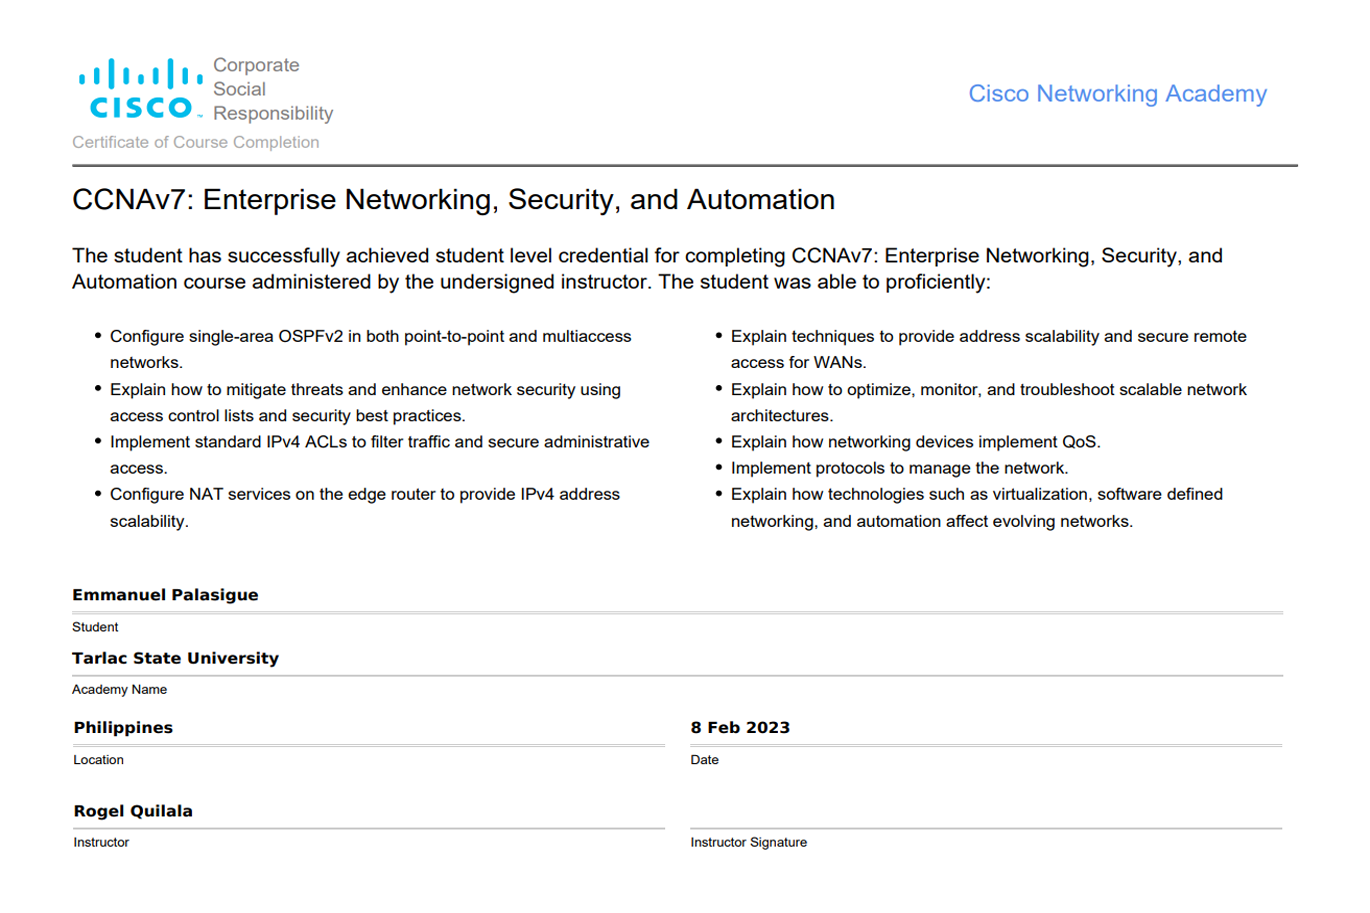 Corporate
Social
CISCO™ Responsibility
Cisco Networking Academy
Certificate of Course Completion
CCNAv7: Enterprise Networking, Security, and Automation
The student has successfully achieved student level credential for completing CCNAv7: Enterprise Networking, Security, and
Automation course administered by the undersigned instructor. The student was able to proficiently:
• Configure single-area OSPFv2 in both point-to-point and multiaccess
networks.
• Explain how to mitigate threats and enhance network security using
access control lists and security best practices.
• Implement standard IPv4 ACLs to filter traffic and secure administrative
access.
• Configure NAT services on the edge router to provide IPv4 address
scalability.
• Explain techniques to provide address scalability and secure remote
access for WANs.
• Explain how to optimize, monitor, and troubleshoot scalable network
architectures.
• Explain how networking devices implement QoS.
• Implement protocols to manage the network.
• Explain how technologies such as virtualization, software defined
networking, and automation affect evolving networks.
Emmanuel Palasigue
Student
Tarlac State University
Academy Name
Philippines
Location
8 Feb 2023
Date
Rogel Quilala
Instructor
Instructor Signature